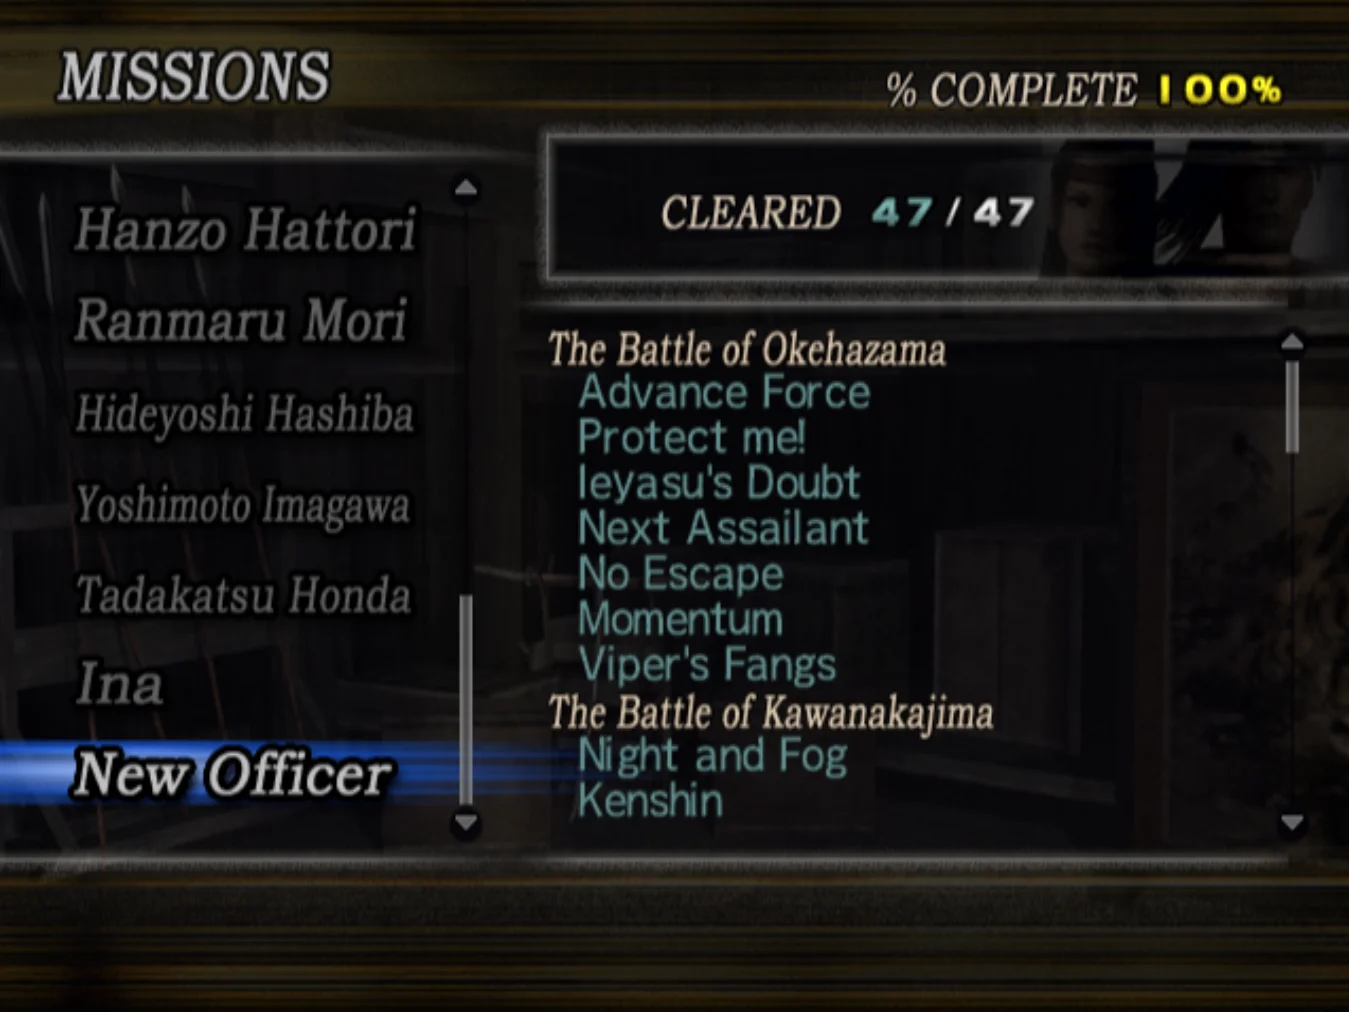 MISSIONS
% COMPLETE 100%
CLEARED 47/47
Hanzo Hattori
Ranmaru Mori
Hideyoshi Hashiba
Yoshimoto Imagawa
Tadakatsu Honda
Ina
New Officer
The Battle of Okehazama
Advance Force
Protect me!
Ieyasu's Doubt
Next Assailant
No Escape
Momentum
Viper's Fangs
The Battle of Kawanakajima
Night and Fog
Kenshin